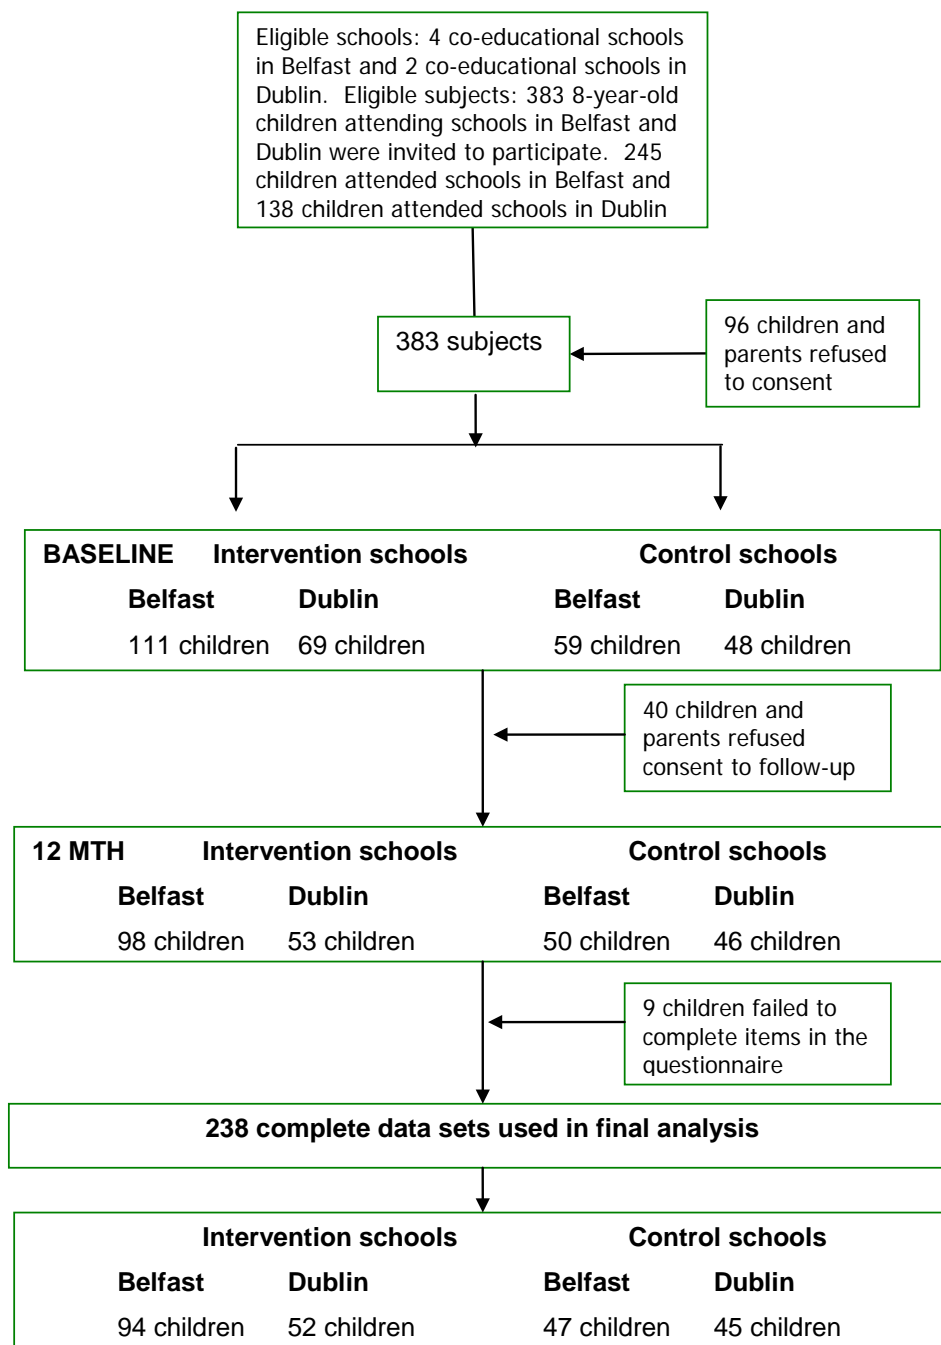 Eligible schools: 4 co-educational schools
in Belfast and 2 co-educational schools in
Dublin. Eligible subjects: 383 8-year-old
children attending schools in Belfast and
Dublin were invited to participate. 245
children attended schools in Belfast and
138 children attended schools in Dublin
383 subjects
96 children and
parents refused
to consent
BASELINE Intervention schools Control schools
Belfast Dublin Belfast Dublin
111 children 69 children 59 children 48 children
40 children and
parents refused
consent to follow-up
12 MTH Intervention schools Control schools
Belfast Dublin Belfast Dublin
98 children 53 children 50 children 46 children
9 children failed to
complete items in the
questionnaire
238 complete data sets used in final analysis
Intervention schools Control schools
Belfast Dublin Belfast Dublin
94 children 52 children 47 children 45 children